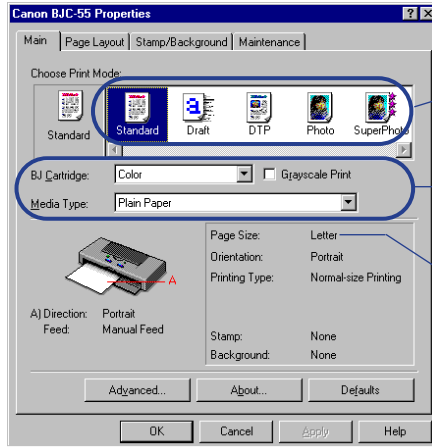 Canon BJC-55 Properties
Main Page Layout Stamp/Background Maintenance
Choose Print Mode:
Standard
Standard Draft DTP Photo SuperPhoto
BJ Cartridge: Color Grayscale Print
Media Type: Plain Paper
Page Size: Letter
Orientation: Portrait
Printing Type: Normal-size Printing
A
A) Direction: Portrait
Feed: Manual Feed
Stamp: None
Background: None
Advanced... About... Defaults
OK Cancel Apply Help